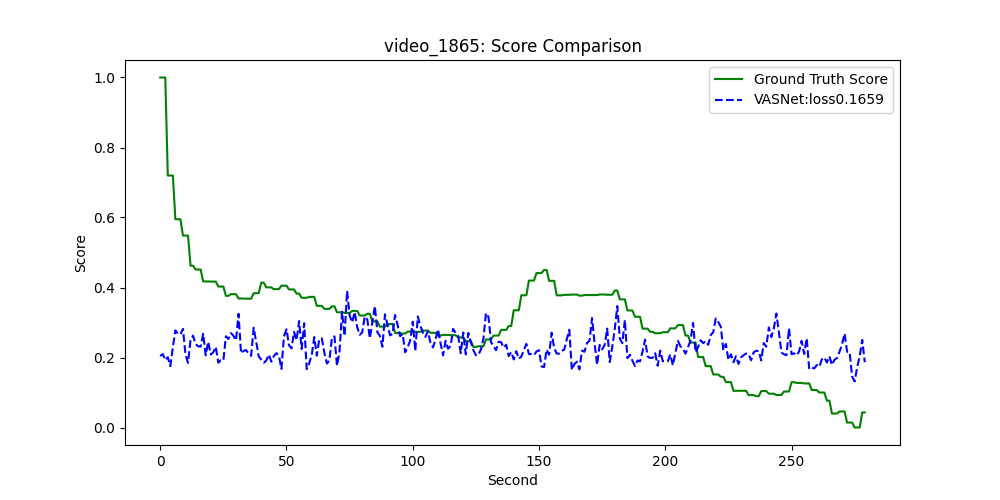 video_1865: Score Comparison
Ground Truth Score
VASNet:loss0.1659
1.0
0.8
0.6
0.4
0.2
0.0
Score
0 50 100 150 200 250
Second